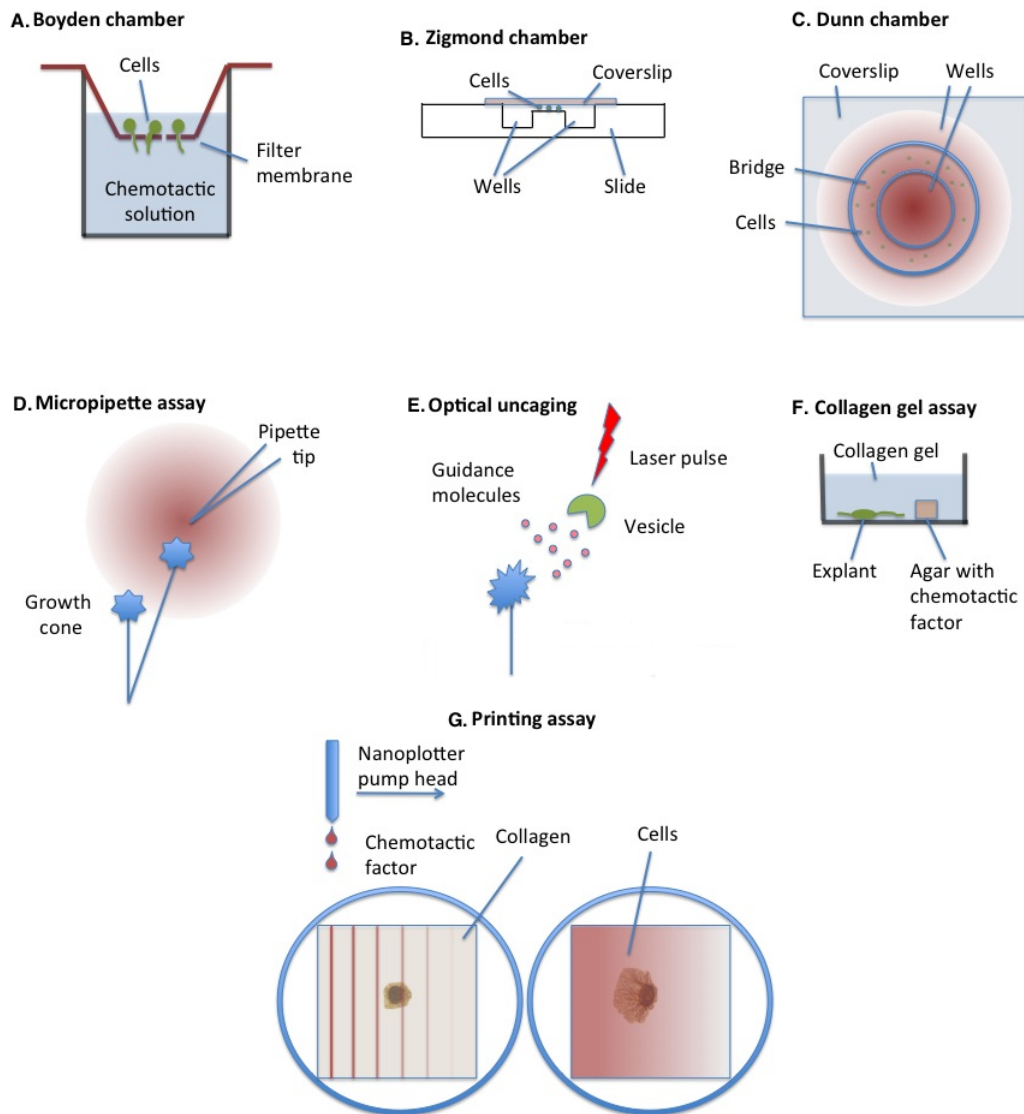 A. Boyden chamber
Cells
Filter
membrane
Chemotactic
solution
B. Zigmond chamber
Cells
Coverslip
Wells
Slide
C. Dunn chamber
Coverslip
Wells
Bridge
Cells
D. Micropipette assay
Pipette
tip
Growth
cone
E. Optical uncaging
Guidance
molecules
Laser pulse
Vesicle
F. Collagen gel assay
Collagen gel
Explant
Agar with
chemotactic
factor
G. Printing assay
Nanoplotter
pump head
Chemotactic
factor
Collagen
Cells